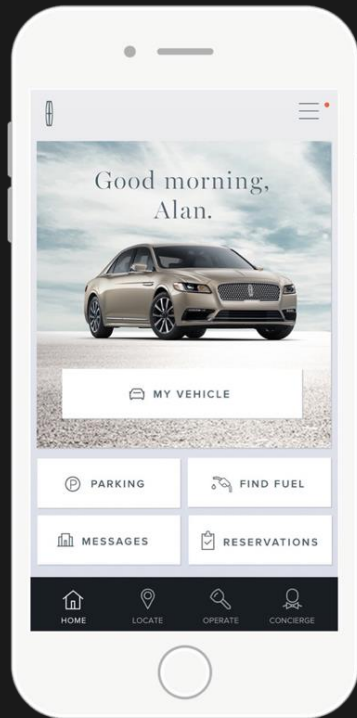 Good morning,
Alan.
MY VEHICLE
PARKING
FIND FUEL
MESSAGES
RESERVATIONS
HOME
LOCATE
OPERATE
CONCIERGE